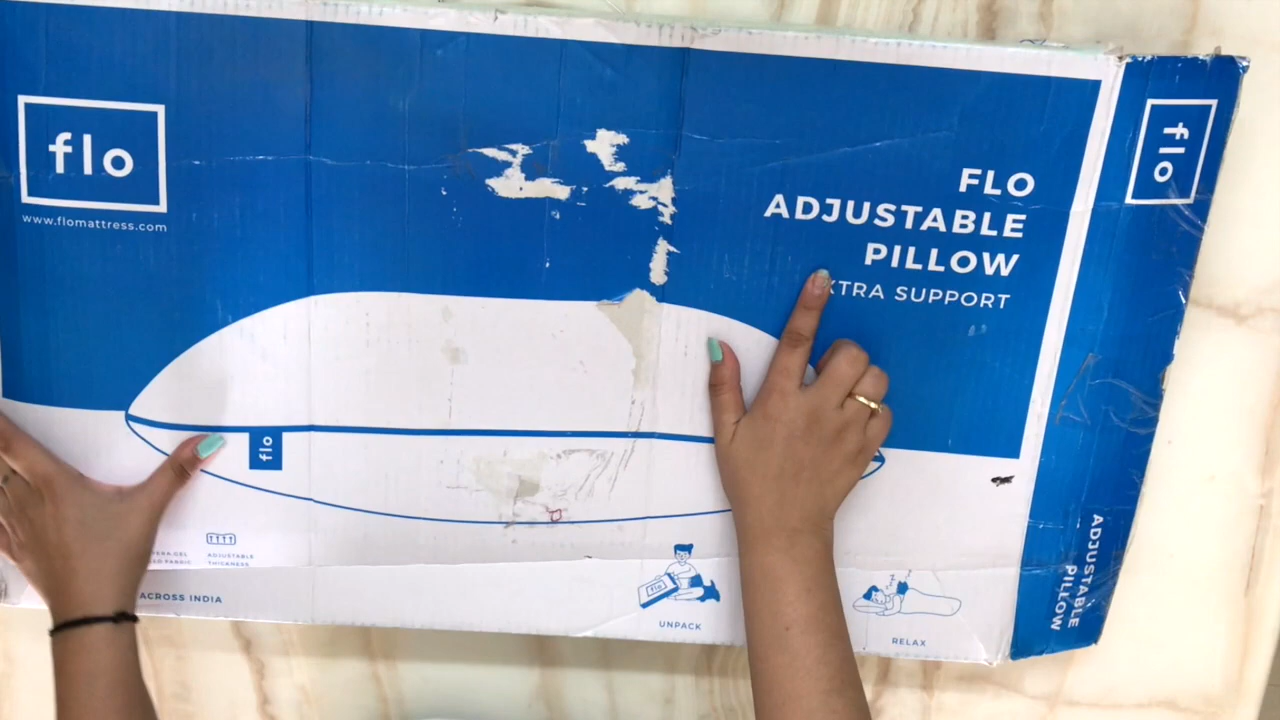 flo
www.flomattress.com
FLO
ADJUSTABLE
PILLOW
XTRA SUPPORT
flo
flo
ADJUSTABLE
THICKNESS
ACROSS INDIA
flo
UNPACK
RELAX
ADJUSTABLE
PILLOW